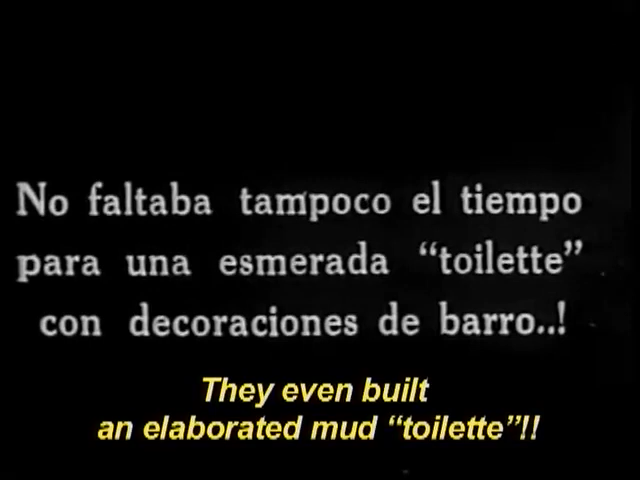 No faltaba tampoco el tiempo
para una esmerada “toilette”
con decoraciones de barro..!
They even built
an elaborated mud “toilette”!!